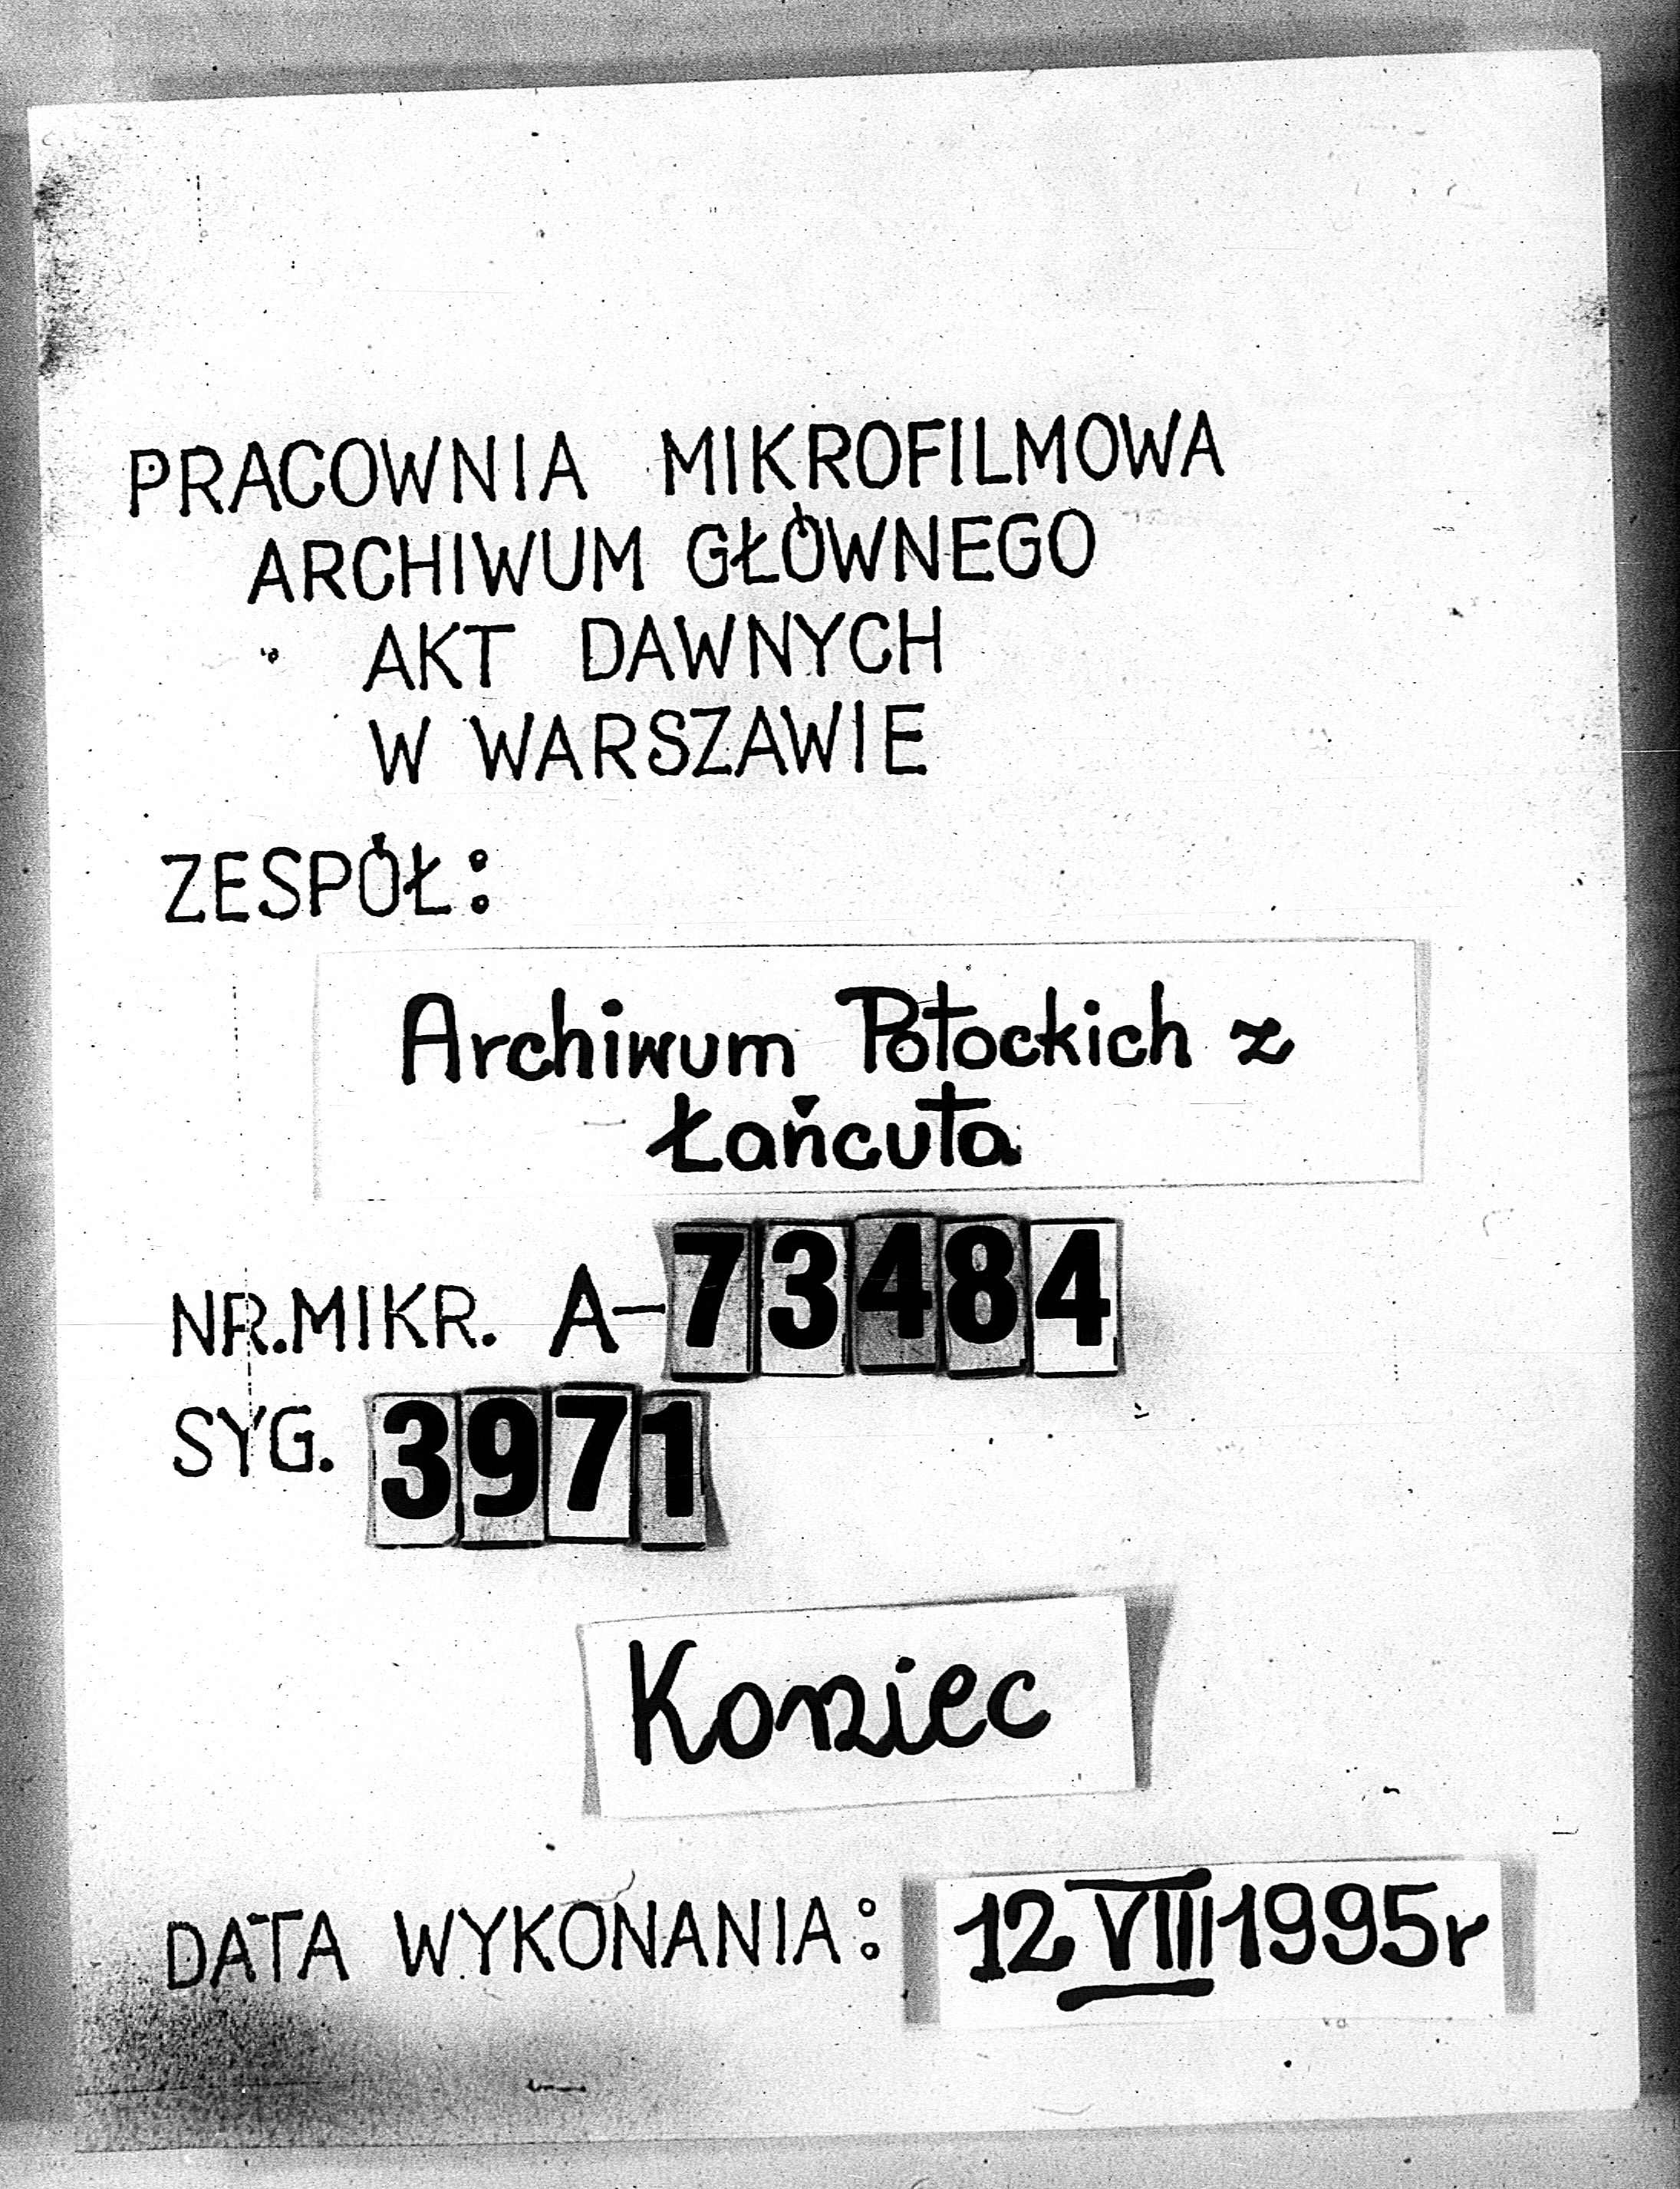 PRACOWNIA MIKROFILMOWA
ARCHIWUM GŁÓWNEGO
AKT DAWNYCH
W WARSZAWIE
ZESPÓŁ:
Archiwum Potockich z
Łańcuta
NR.MIKR. A-73484
SYG. 3971
Koniec
DATA WYKONANIA: 12 VIII 1995r